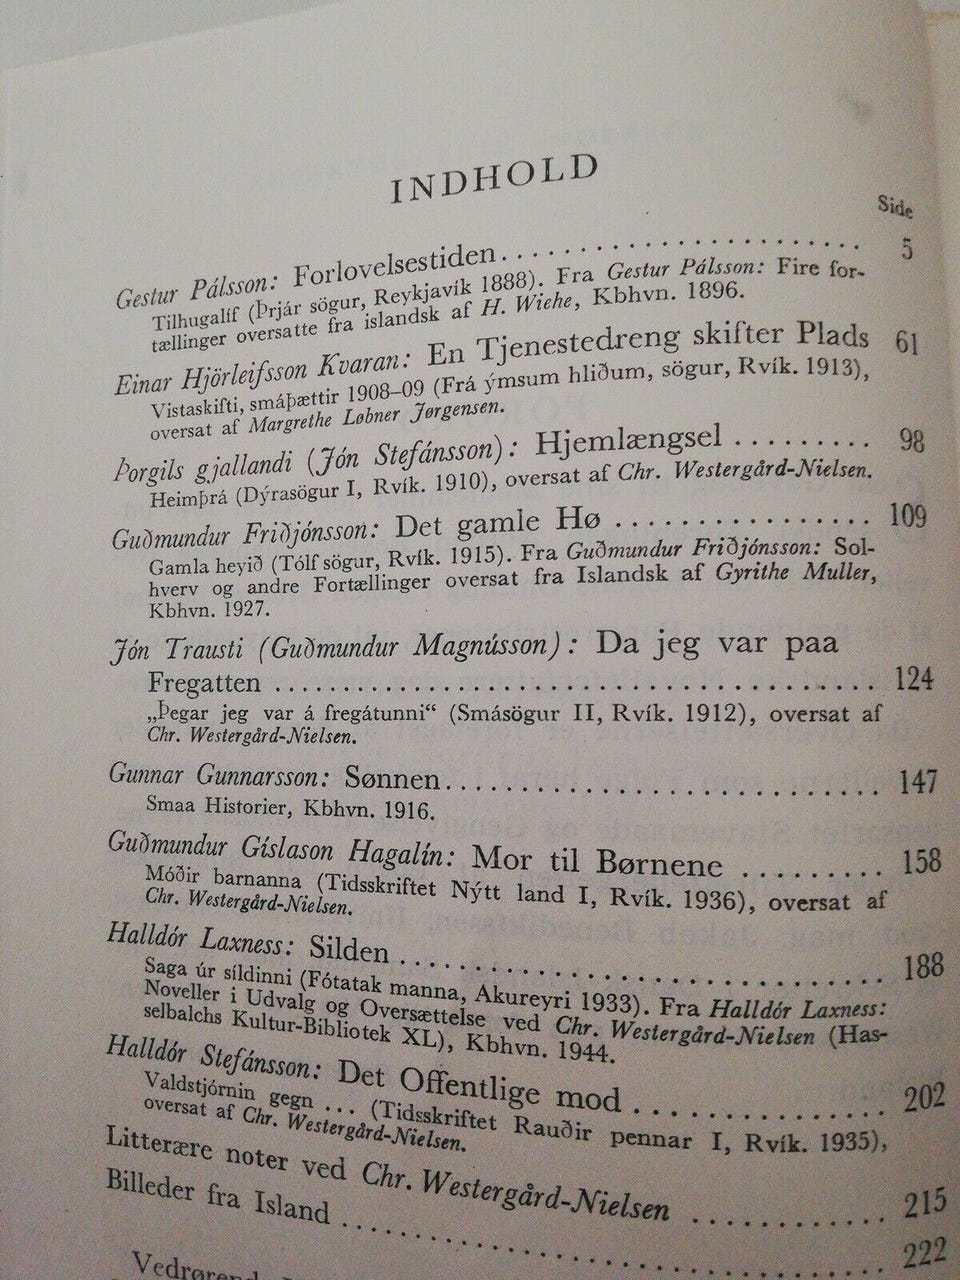 INDHOLD
Side
Gestur Pálsson: Forlovelsestiden . . . . . . . . . . . . . . . . . . . . . . . . 5
Tilhugalíf (Þrjár sögur, Reykjavík 1888). Fra Gestur Pálsson: Fire for-
tællinger oversatte fra islandsk af H. Wiehe, Kbhvn. 1896.
Einar Hjörleifsson Kvaran: En Tjenestedreng skifter Plads 61
Vistaskifti, smáþættir 1908–09 (Frá ýmsum hliðum, sögur, Rvík. 1913),
oversat af Margrethe Løbner Jørgensen.
Þorgils gjallandi (Jón Stefánsson): Hjemlængsel . . . . . . . . . 98
Heimþrá (Dýrasögur I, Rvík. 1910), oversat af Chr. Westergård-Nielsen.
Guðmundur Friðjónsson: Det gamle Hø . . . . . . . . . . . . . . . . 109
Gamla heyið (Tólf sögur, Rvík. 1915). Fra Guðmundur Friðjónsson: Sol-
hverv og andre Fortællinger oversat fra Islandsk af Gyrithe Muller,
Kbhvn. 1927.
Jón Trausti (Guðmundur Magnússon): Da jeg var paa
Fregatten . . . . . . . . . . . . . . . . . . . . . . . . . . . . . . . . . . . . . . 124
„Þegar jeg var á fregátunni“ (Smásögur II, Rvík. 1912), oversat af
Chr. Westergård-Nielsen.
Gunnar Gunnarsson: Sønnen . . . . . . . . . . . . . . . . . . . . . . . . . . . . 147
Smaa Historier, Kbhvn. 1916.
Guðmundur Gíslason Hagalín: Mor til Børnene . . . . . . . . . 158
Móðir barnanna (Tidsskriftet Nýtt land I, Rvík. 1936), oversat af
Chr. Westergård-Nielsen.
Halldór Laxness: Silden . . . . . . . . . . . . . . . . . . . . . . . . . . . . . . . . 188
Saga úr síldinni (Fótatak manna, Akureyri 1933). Fra Halldór Laxness:
Noveller i Udvalg og Oversættelse ved Chr. Westergård-Nielsen (Has-
selbalchs Kultur-Bibliotek XL), Kbhvn. 1944.
Halldór Stefánsson: Det Offentlige mod . . . . . . . . . . . . . . . 202
Valdstjórnin gegn ... (Tidsskriftet Rauðir pennar I, Rvík. 1935),
oversat af Chr. Westergård-Nielsen.
Litterære noter ved Chr. Westergård-Nielsen . . . . . . . . . . . . 215
Billeder fra Island . . . . . . . . . . . . . . . . . . . . . . . . . . . . . . . . . . . 222